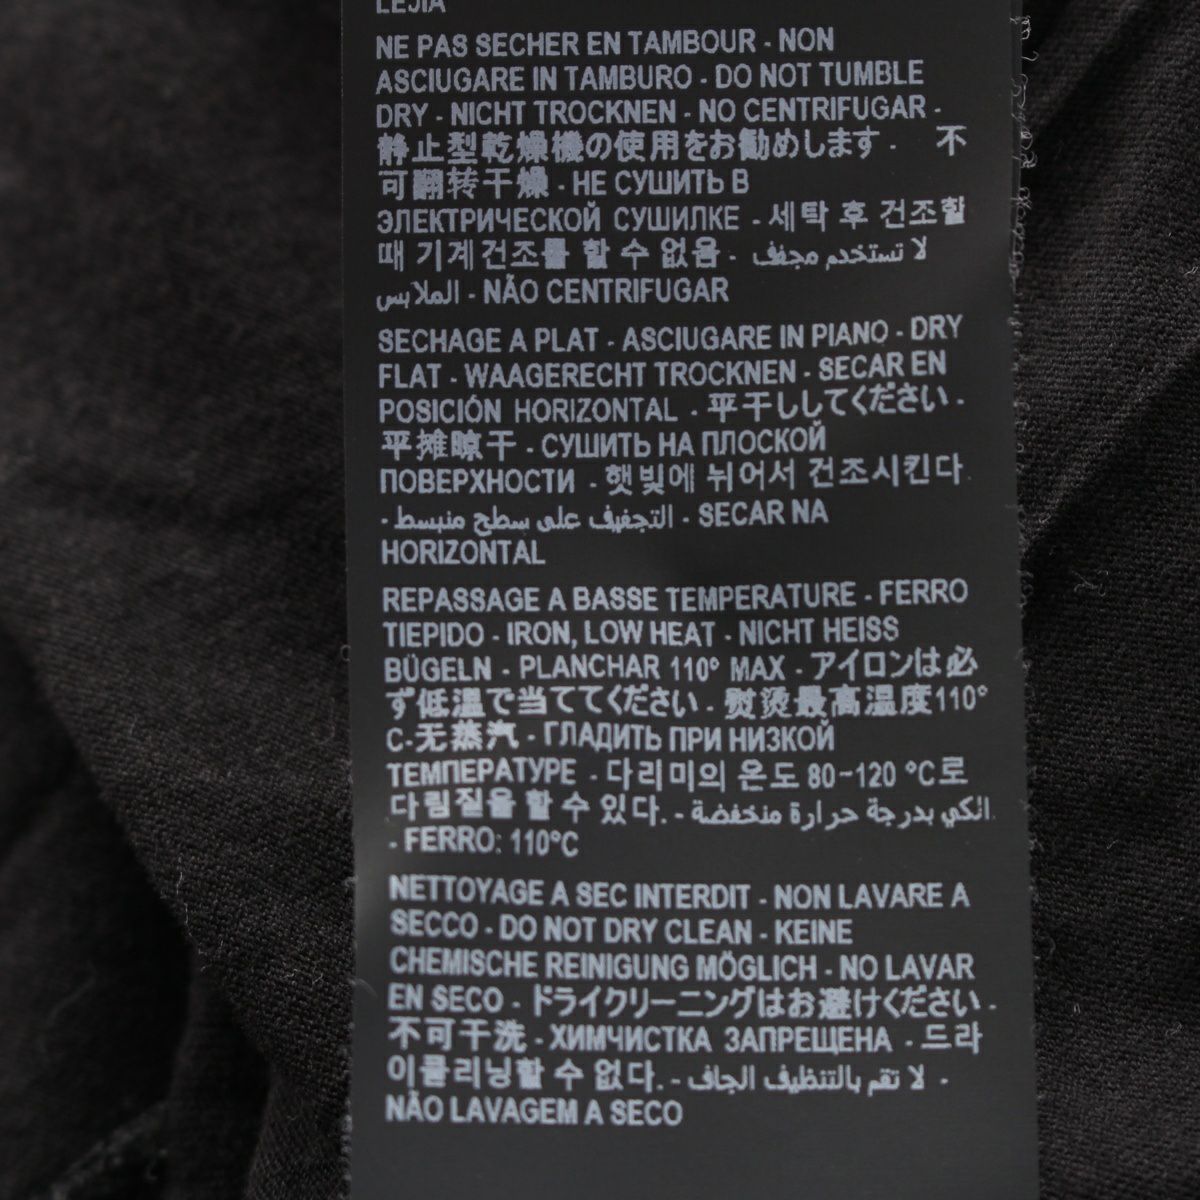 LEJIA
NE PAS SECHER EN TAMBOUR - NON
ASCIUGARE IN TAMBURO - DO NOT TUMBLE
DRY - NICHT TROCKNEN - NO CENTRIFUGAR -
静止型乾燥機の使用をお勧めします - 不
可翻转干燥 - НЕ СУШИТЬ В
ЭЛЕКТРИЧЕСКОЙ СУШИЛКЕ - 세탁 후 건조할
때 기계건조를 할 수 없음 - لا تستخدم مجفف
الملابس - NÃO CENTRIFUGAR
SECHAGE A PLAT - ASCIUGARE IN PIANO - DRY
FLAT - WAAGERECHT TROCKNEN - SECAR EN
POSICIÓN HORIZONTAL - 平干ししてください -
平摊晾干 - СУШИТЬ НА ПЛОСКОЙ
ПОВЕРХНОСТИ - 햇빛에 뉘어서 건조시킨다.
- التجفيف على سطح منبسط - SECAR NA
HORIZONTAL
REPASSAGE A BASSE TEMPERATURE - FERRO
TIEPIDO - IRON, LOW HEAT - NICHT HEISS
BÜGELN - PLANCHAR 110° MAX - アイロンは必
ず低温で当ててください - 熨烫最高温度110°
C-无蒸汽 - ГЛАДИТЬ ПРИ НИЗКОЙ
ТЕМПЕРАТУРЕ - 다리미의 온도 80~120 °C로
다림질을 할 수 있다. - انكي بدرجة حرارة منخفضة.
- FERRO: 110°C
NETTOYAGE A SEC INTERDIT - NON LAVARE A
SECCO - DO NOT DRY CLEAN - KEINE
CHEMISCHE REINIGUNG MÖGLICH - NO LAVAR
EN SECO - ドライクリーニングはお避けください -
不可干洗 - ХИМЧИСТКА ЗАПРЕЩЕНА - 드라
이클리닝할 수 없다. - لا تقم بالتنظيف الجاف -
NÃO LAVAGEM A SECO